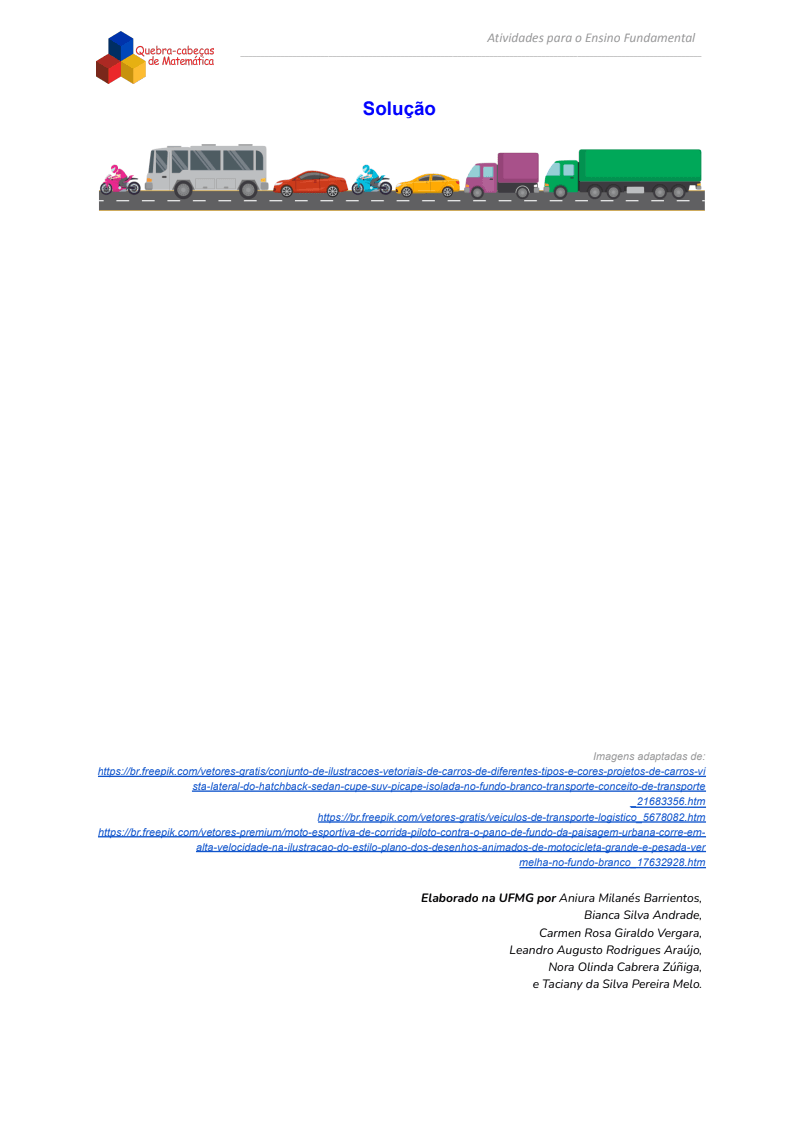 Quebra-cabeças
de Matemática
Atividades para o Ensino Fundamental
Solução
Imagens adaptadas de:
https://br.freepik.com/vetores-gratis/conjunto-de-ilustracoes-vetoriais-de-carros-de-diferentes-tipos-e-cores-projetos-de-carros-vi
sta-lateral-do-hatchback-sedan-cupe-suv-picape-isolada-no-fundo-branco-transporte-conceito-de-transporte
_21683356.htm
https://br.freepik.com/vetores-gratis/veiculos-de-transporte-logistico_5678082.htm
https://br.freepik.com/vetores-premium/moto-esportiva-de-corrida-piloto-contra-o-pano-de-fundo-da-paisagem-urbana-corre-em-
alta-velocidade-na-ilustracao-do-estilo-plano-dos-desenhos-animados-de-motocicleta-grande-e-pesada-ver
melha-no-fundo-branco_17632928.htm
Elaborado na UFMG por Aniura Milanés Barrientos,
Bianca Silva Andrade,
Carmen Rosa Giraldo Vergara,
Leandro Augusto Rodrigues Araújo,
Nora Olinda Cabrera Zúñiga,
e Taciany da Silva Pereira Melo.